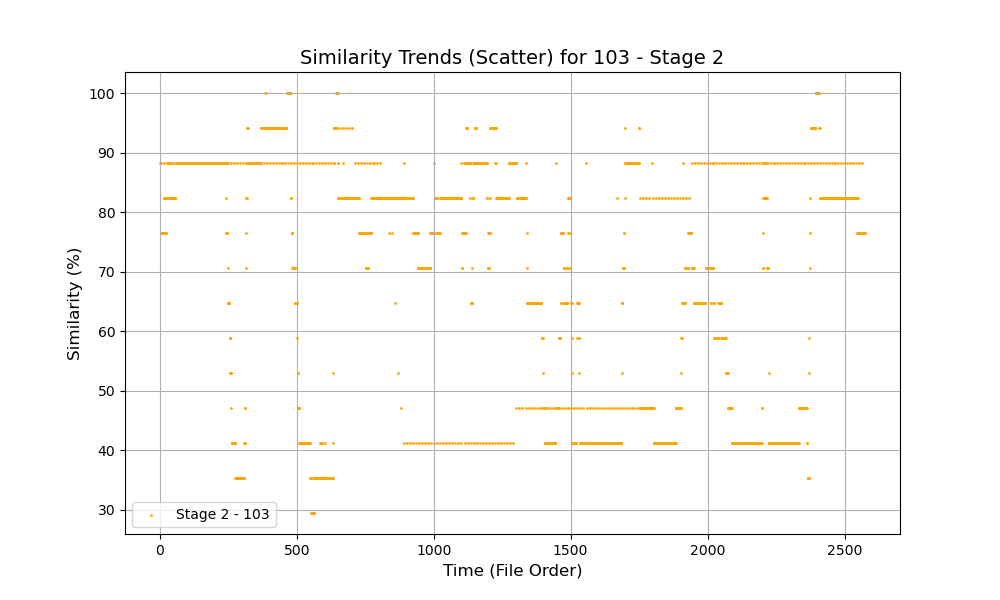 Similarity Trends (Scatter) for 103 - Stage 2
Similarity (%)
100
90
80
70
60
50
40
30
Stage 2 - 103
0 500 1000 1500 2000 2500
Time (File Order)